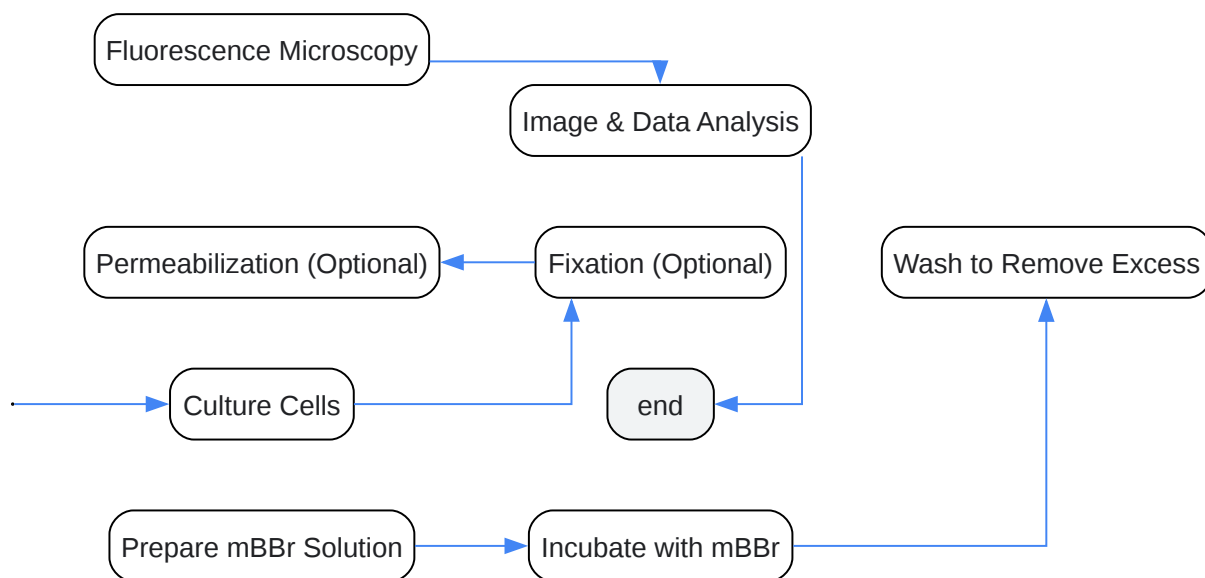 Fluorescence Microscopy
Image & Data Analysis
Permeabilization (Optional)
Fixation (Optional)
Wash to Remove Excess
Culture Cells
end
Prepare mBBr Solution
Incubate with mBBr